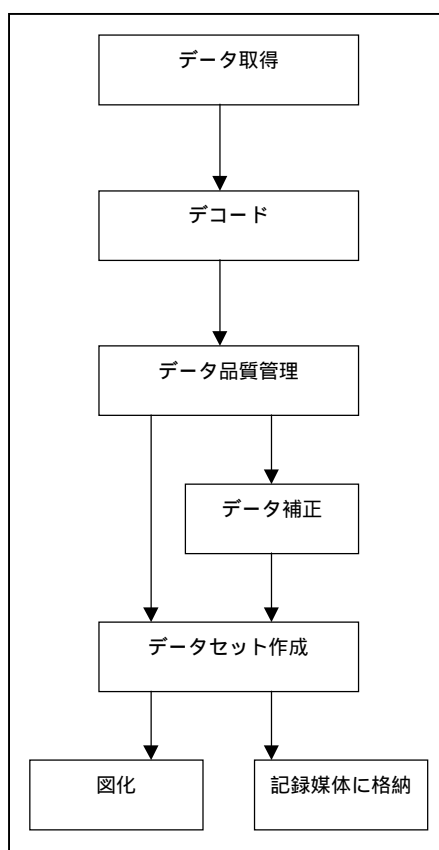 データ取得
デコード
データ品質管理
データ補正
データセット作成
図化
記録媒体に格納